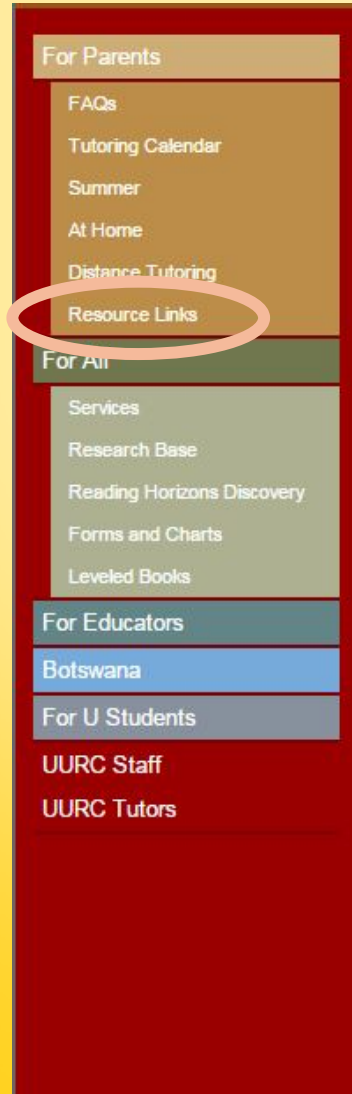 For Parents
FAQs
Tutoring Calendar
Summer
At Home
Distance Tutoring
Resource Links
For All
Services
Research Base
Reading Horizons Discovery
Forms and Charts
Leveled Books
For Educators
Botswana
For U Students
UURC Staff
UURC Tutors